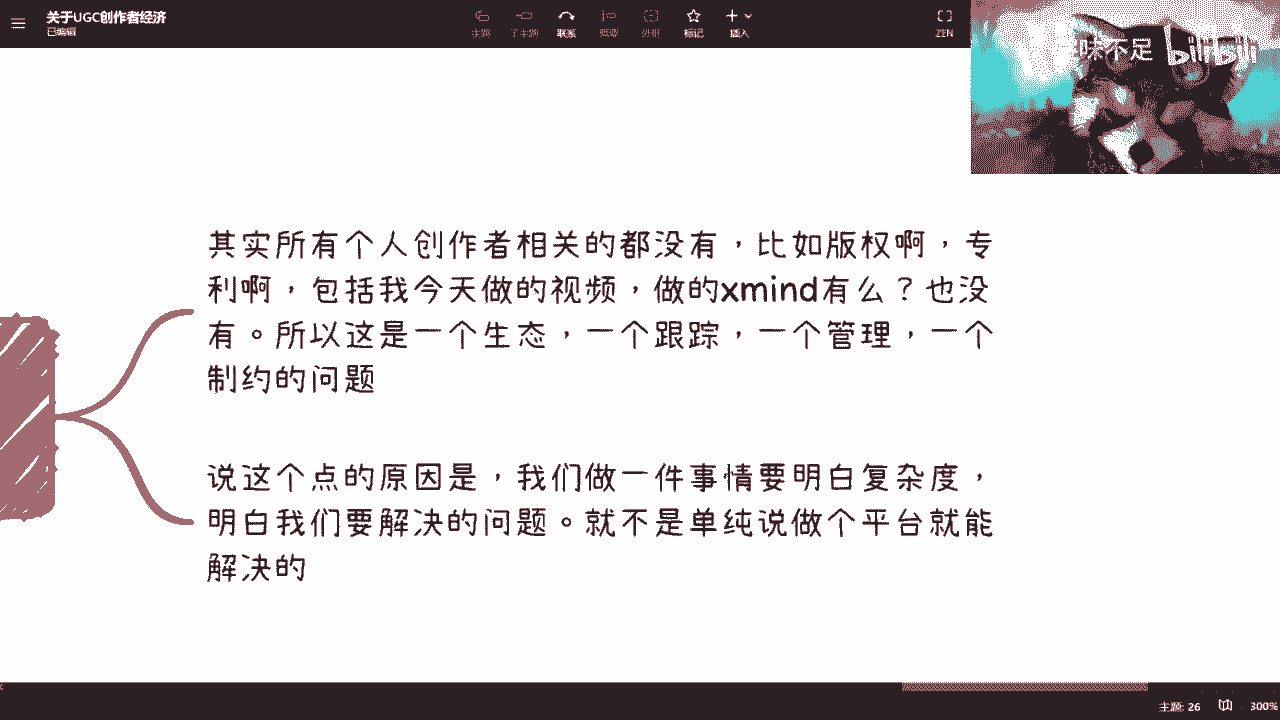 关于UGC创作者经济
已编辑
主题 子主题 联系 概要 外框 标记 插入
ZEN
味不足 bilibili
其实所有个人创作者相关的都没有，比如版权啊，专
利啊，包括我今天做的视频，做的xmind有么？也没
有。所以这是一个生态，一个跟踪，一个管理，一个
制约的问题
说这个点的原因是，我们做一件事情要明白复杂度，
明白我们要解决的问题。就不是单纯说做个平台就能
解决的
主题: 26
300%